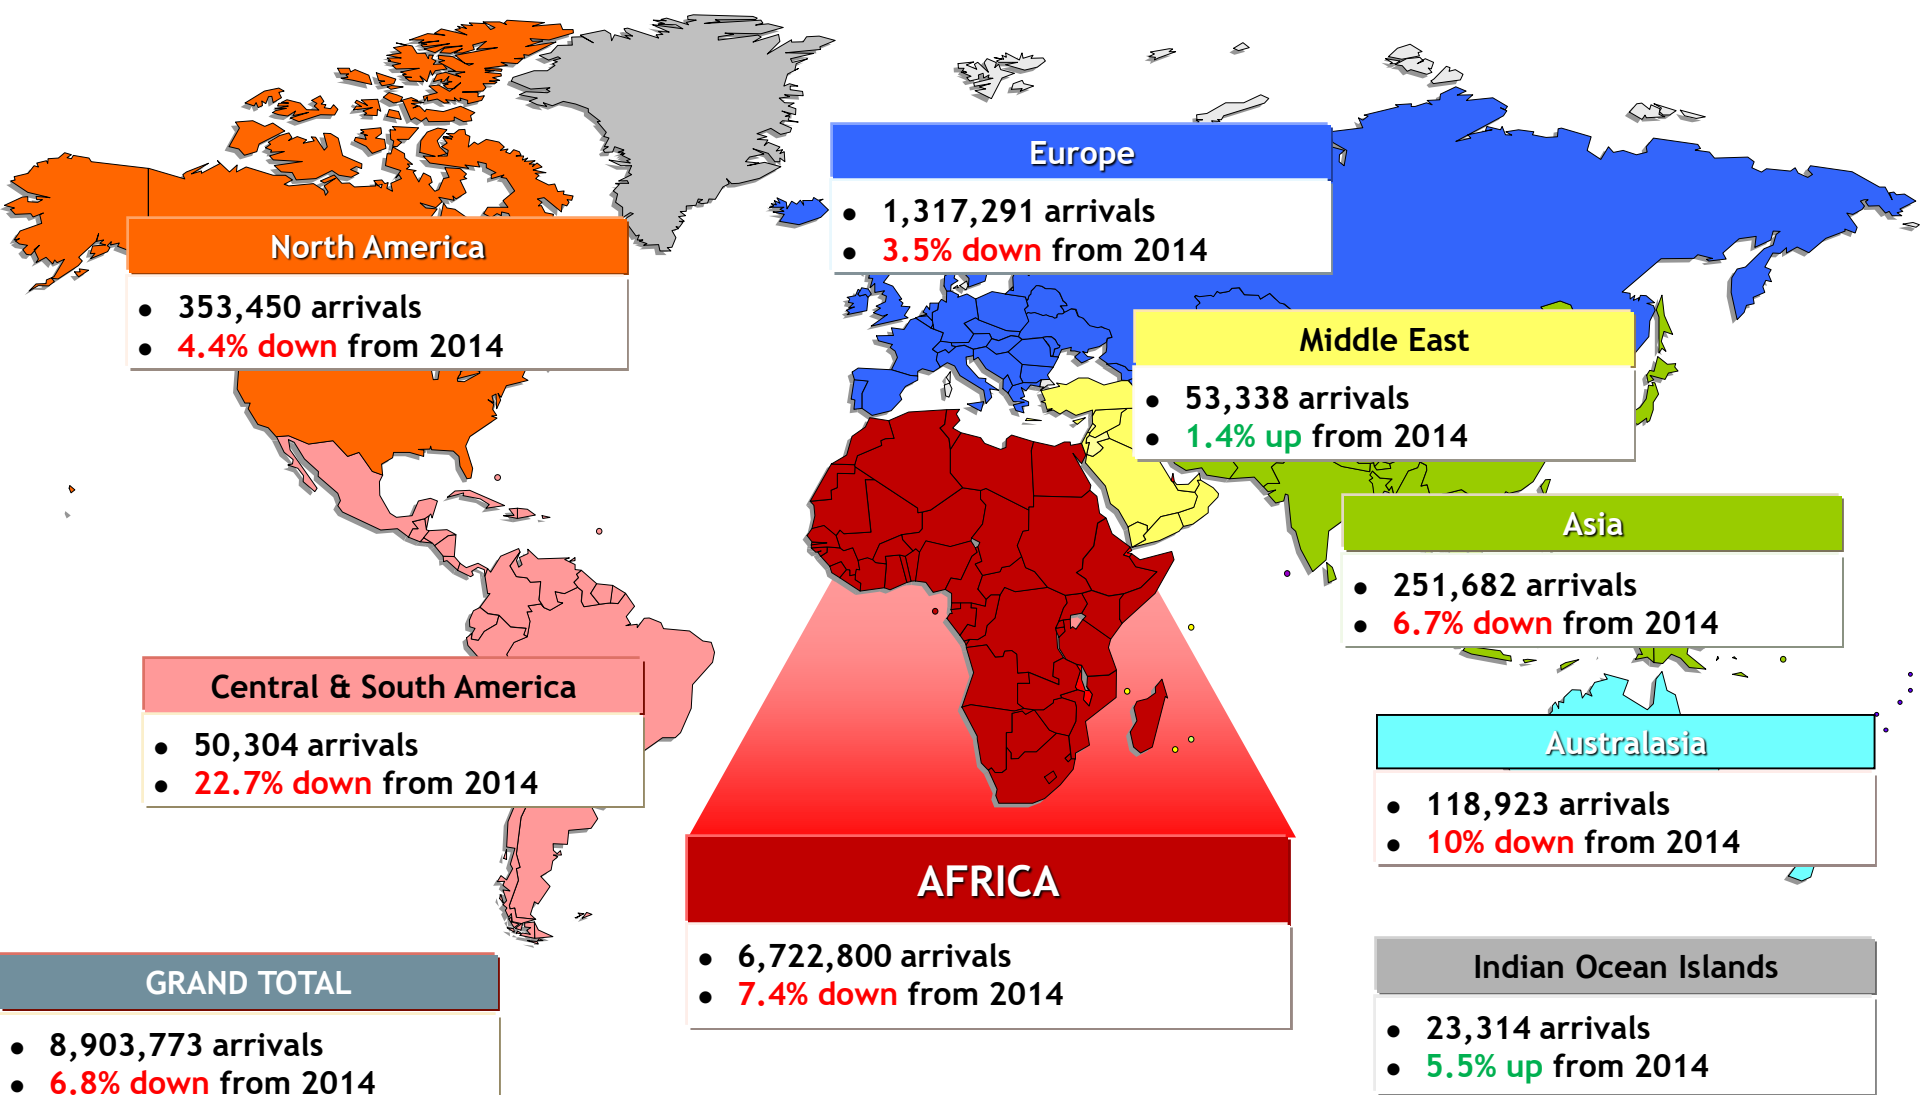 Europe
● 1,317,291 arrivals
● 3.5% down from 2014
North America
● 353,450 arrivals
● 4.4% down from 2014
Middle East
● 53,338 arrivals
● 1.4% up from 2014
Asia
● 251,682 arrivals
● 6.7% down from 2014
Central & South America
● 50,304 arrivals
● 22.7% down from 2014
Australasia
● 118,923 arrivals
● 10% down from 2014
AFRICA
● 6,722,800 arrivals
● 7.4% down from 2014
Indian Ocean Islands
● 23,314 arrivals
● 5.5% up from 2014
GRAND TOTAL
● 8,903,773 arrivals
● 6.8% down from 2014